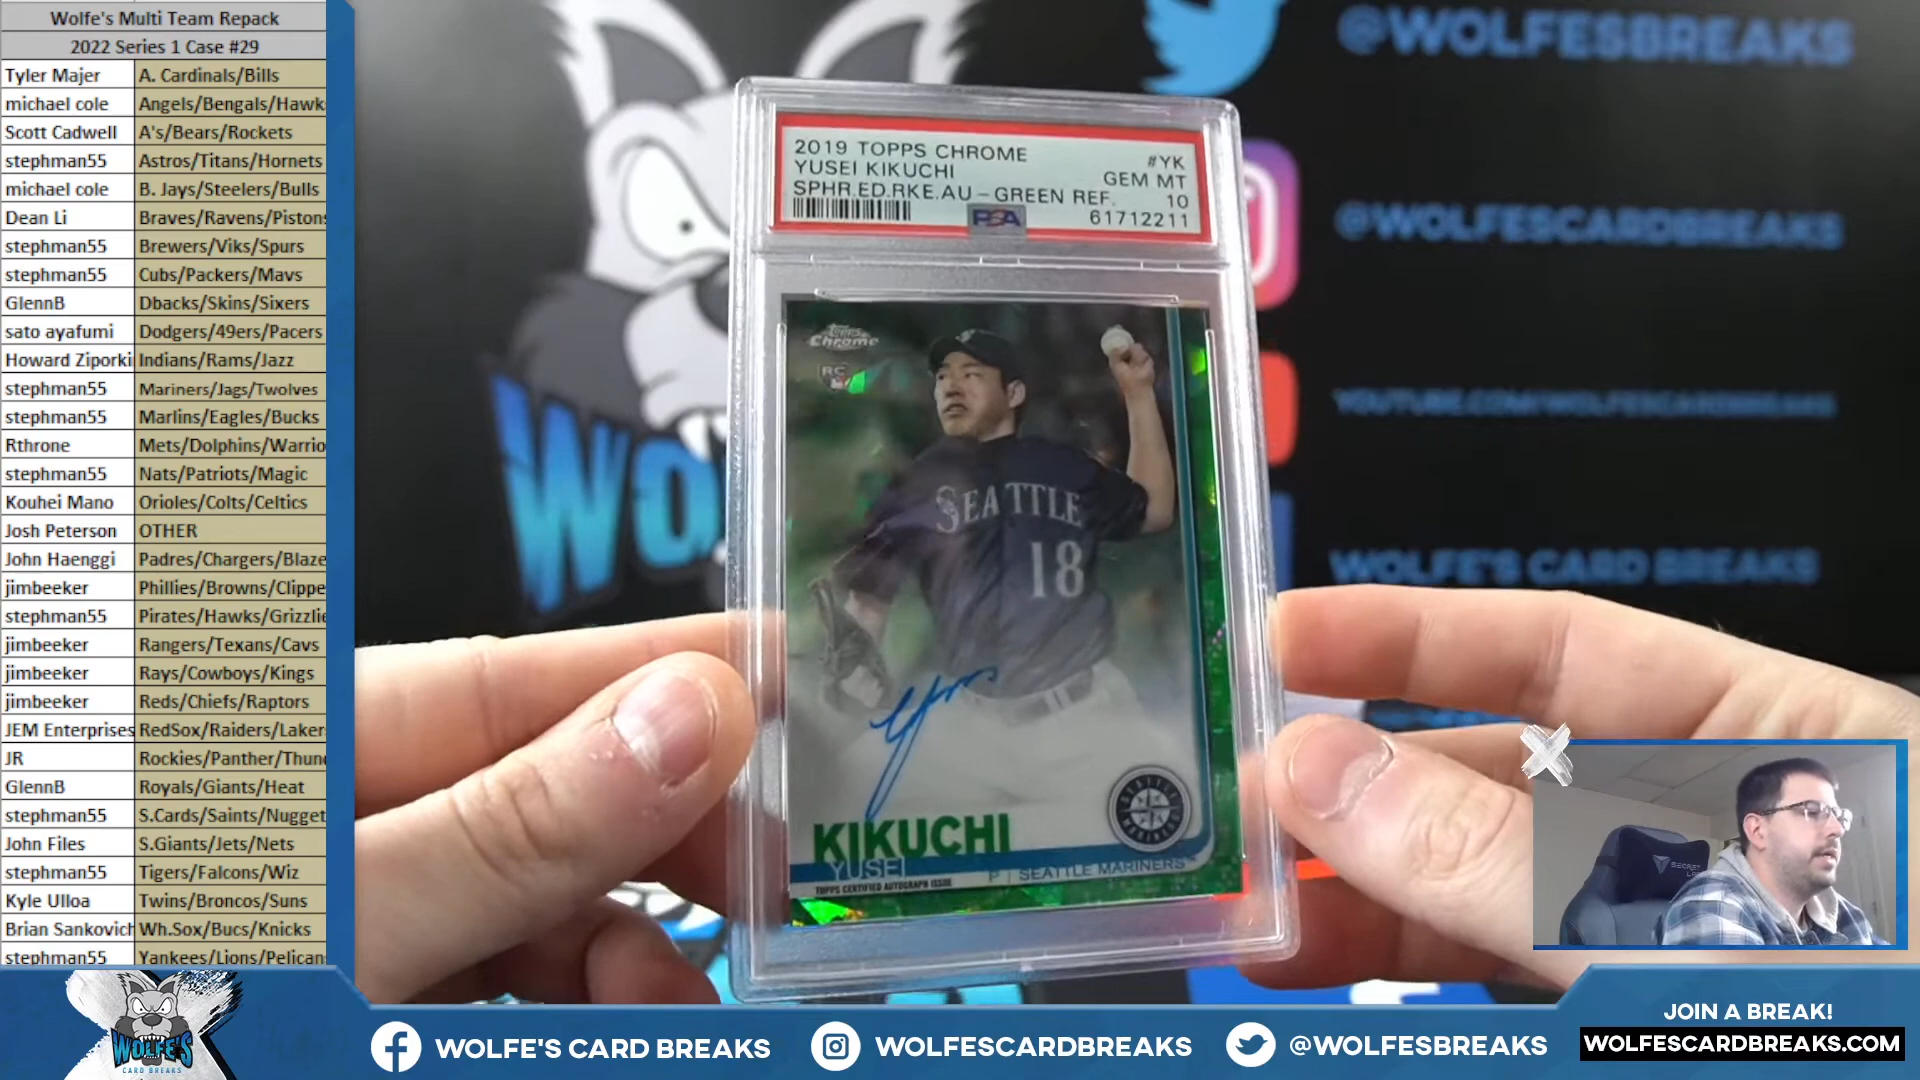 Wolfe's Multi Team Repack
2022 Series 1 Case #29
Tyler Majer A. Cardinals/Bills
michael cole Angels/Bengals/Hawk
Scott Cadwell A's/Bears/Rockets
stephman55 Astros/Titans/Hornets
michael cole B. Jays/Steelers/Bulls
Dean Li Braves/Ravens/Pistons
stephman55 Brewers/Viks/Spurs
stephman55 Cubs/Packers/Mavs
GlennB Dbacks/Skins/Sixers
sato ayafumi Dodgers/49ers/Pacers
Howard Ziporki Indians/Rams/Jazz
stephman55 Mariners/Jags/Twolves
stephman55 Marlins/Eagles/Bucks
Rthrone Mets/Dolphins/Warrio
stephman55 Nats/Patriots/Magic
Kouhei Mano Orioles/Colts/Celtics
Josh Peterson OTHER
John Haenggi Padres/Chargers/Blaze
jimbeeker Phillies/Browns/Clippe
stephman55 Pirates/Hawks/Grizzlie
jimbeeker Rangers/Texans/Cavs
jimbeeker Rays/Cowboys/Kings
jimbeeker Reds/Chiefs/Raptors
JEM Enterprises RedSox/Raiders/Laker
JR Rockies/Panther/Thun
GlennB Royals/Giants/Heat
stephman55 S.Cards/Saints/Nugget
John Files S.Giants/Jets/Nets
stephman55 Tigers/Falcons/Wiz
Kyle Ulloa Twins/Broncos/Suns
Brian Sankovich Wh.Sox/Bucs/Knicks
stephman55 Yankees/Lions/Pelican
2019 TOPPS CHROME #YK
YUSEI KIKUCHI GEM MT
SPHR.ED.RKE.AU - GREEN REF. 10
PSA 61712211
Topps Chrome
RC
SEATTLE
18
KIKUCHI
YUSEI
P | SEATTLE MARINERS™
TOPPS CERTIFIED AUTOGRAPH ISSUE
SEATTLE MARINERS
WO
@WOLFESBREAKS
@WOLFESCARDBREAKS
YOUTUBE.COM/WOLFESCARDBREAKS
WOLFE'S CARD BREAKS
SECRET
WOLFE'S
CARD BREAKS
WOLFE'S CARD BREAKS
WOLFESCARDBREAKS
@WOLFESBREAKS
JOIN A BREAK!
WOLFESCARDBREAKS.COM